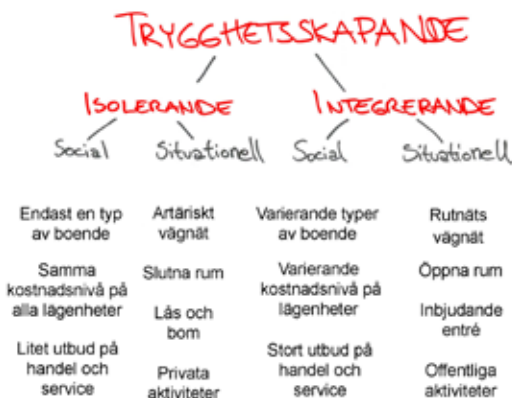 TRYGGHETSSKAPANDE
ISOLERANDE
INTEGRERANDE
Social
Situationell
Social
Situationell
Endast en typ
av boende
Samma
kostnadsnivå på
alla lägenheter
Litet utbud på
handel och
service
Artäriskt
vägnät
Slutna rum
Lås och
bom
Privata
aktiviteter
Varierande typer
av boende
Varierande
kostnadsnivå på
lägenheter
Stort utbud på
handel och
service
Rutnäts
vägnät
Öppna rum
Inbjudande
entré
Offentliga
aktiviteter